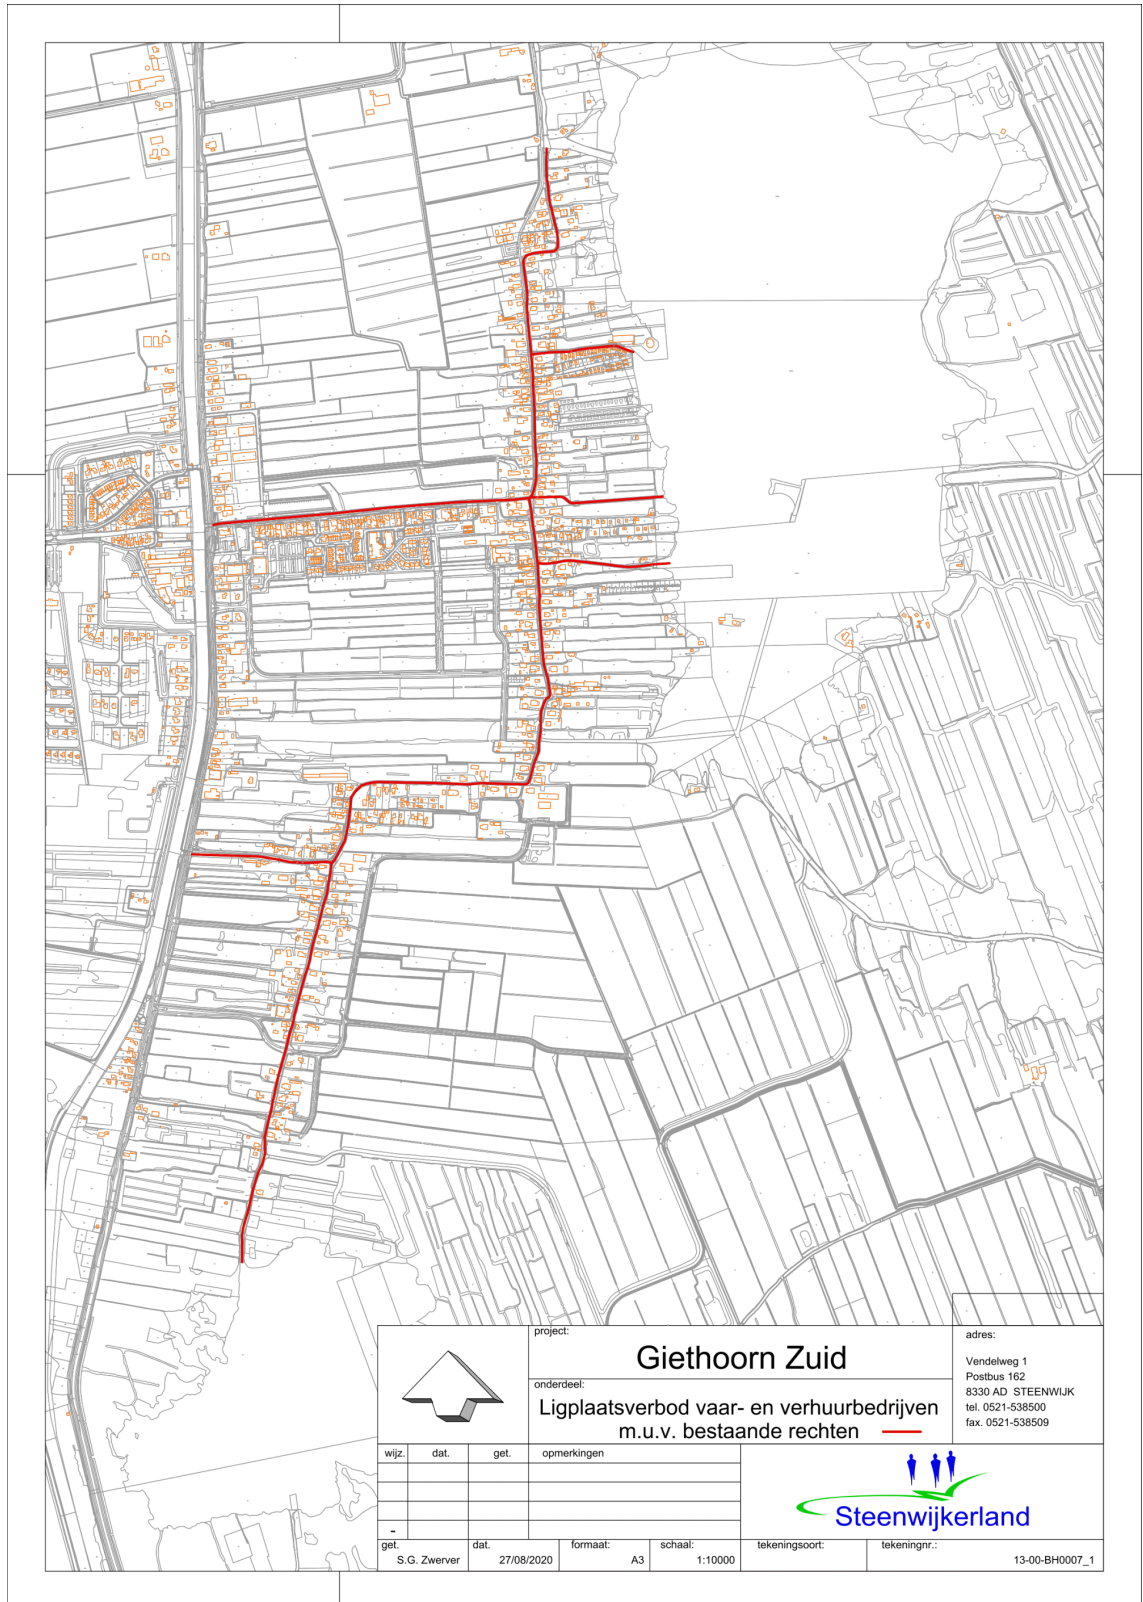 project:
Giethoorn Zuid
onderdeel:
Ligplaatsverbod vaar- en verhuurbedrijven
m.u.v. bestaande rechten
adres:
Vendelweg 1
Postbus 162
8330 AD STEENWIJK
tel. 0521-538500
fax. 0521-538509
wijz. dat. get. opmerkingen
-
Steenwijkerland
get. dat. formaat: schaal: tekeningsoort: tekeningnr.:
S.G. Zwerver 27/08/2020 A3 1:10000 13-00-BH0007_1